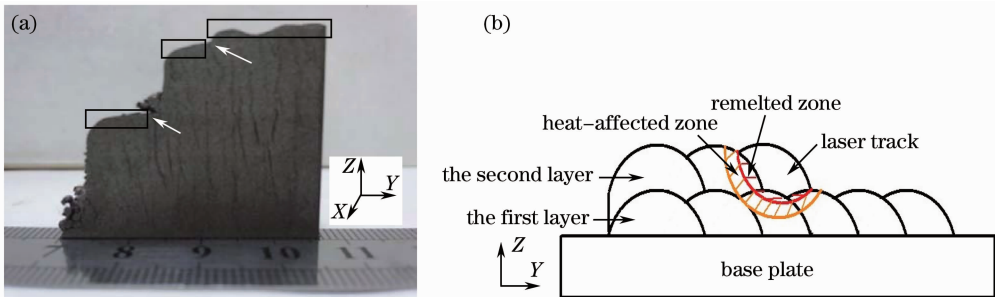 (a)
Z
Y
X
7 8 9 10 11
(b)
remelted zone
heat-affected zone
laser track
the second layer
the first layer
Z
Y
base plate